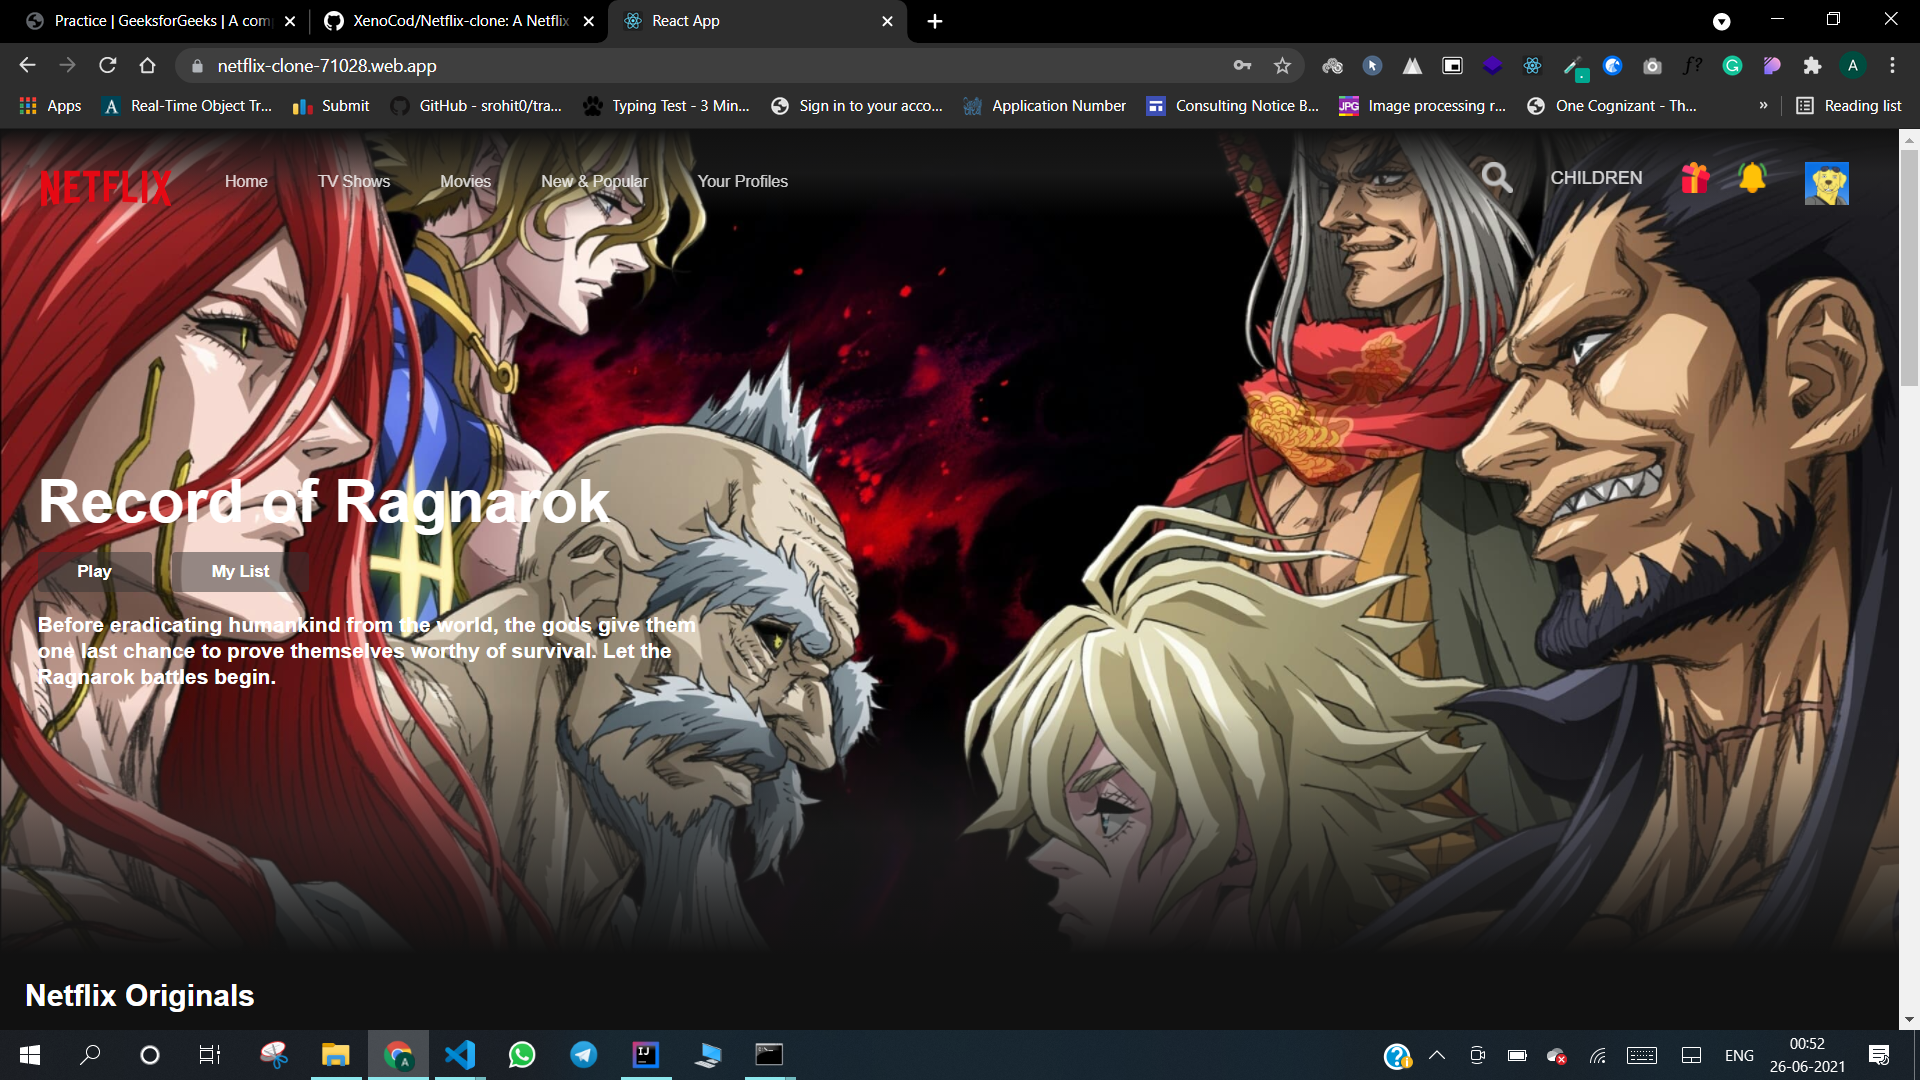 Practice | GeeksforGeeks | A com
XenoCod/Netflix-clone: A Netflix
React App
netflix-clone-71028.web.app
A
Apps
Real-Time Object Tr...
Submit
GitHub - srohit0/tra...
Typing Test - 3 Min...
Sign in to your acco...
Application Number
Consulting Notice B...
JPG
Image processing r...
One Cognizant - Th...
»
Reading list
NETFLIX
Home
TV Shows
Movies
New & Popular
Your Profiles
CHILDREN
Record of Ragnarok
Play
My List
Before eradicating humankind from the world, the gods give them
one last chance to prove themselves worthy of survival. Let the
Ragnarok battles begin.
Netflix Originals
ENG
00:52
26-06-2021